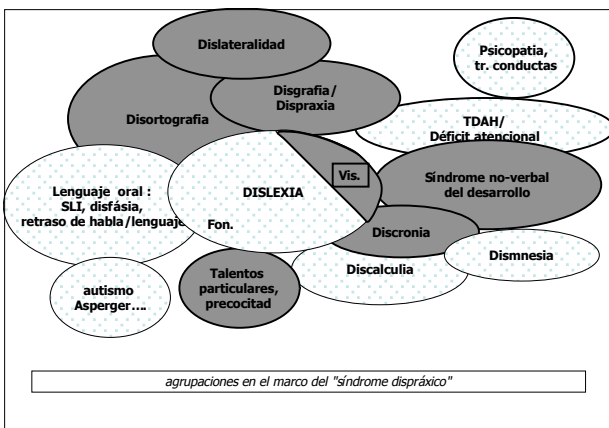 Dislateralidad
Psicopatia,
tr. conductas
Disgrafia/
Dispraxia
Disortografia
TDAH/
Déficit atencional
Vis.
Síndrome no-verbal
del desarrollo
Lenguaje oral :
SLI, disfásia,
retraso de habla/lenguaje
DISLEXIA
Fon.
Discronia
Dismnesia
Discalculia
Talentos
particulares,
precocitad
autismo
Asperger....
agrupaciones en el marco del "síndrome dispráxico"